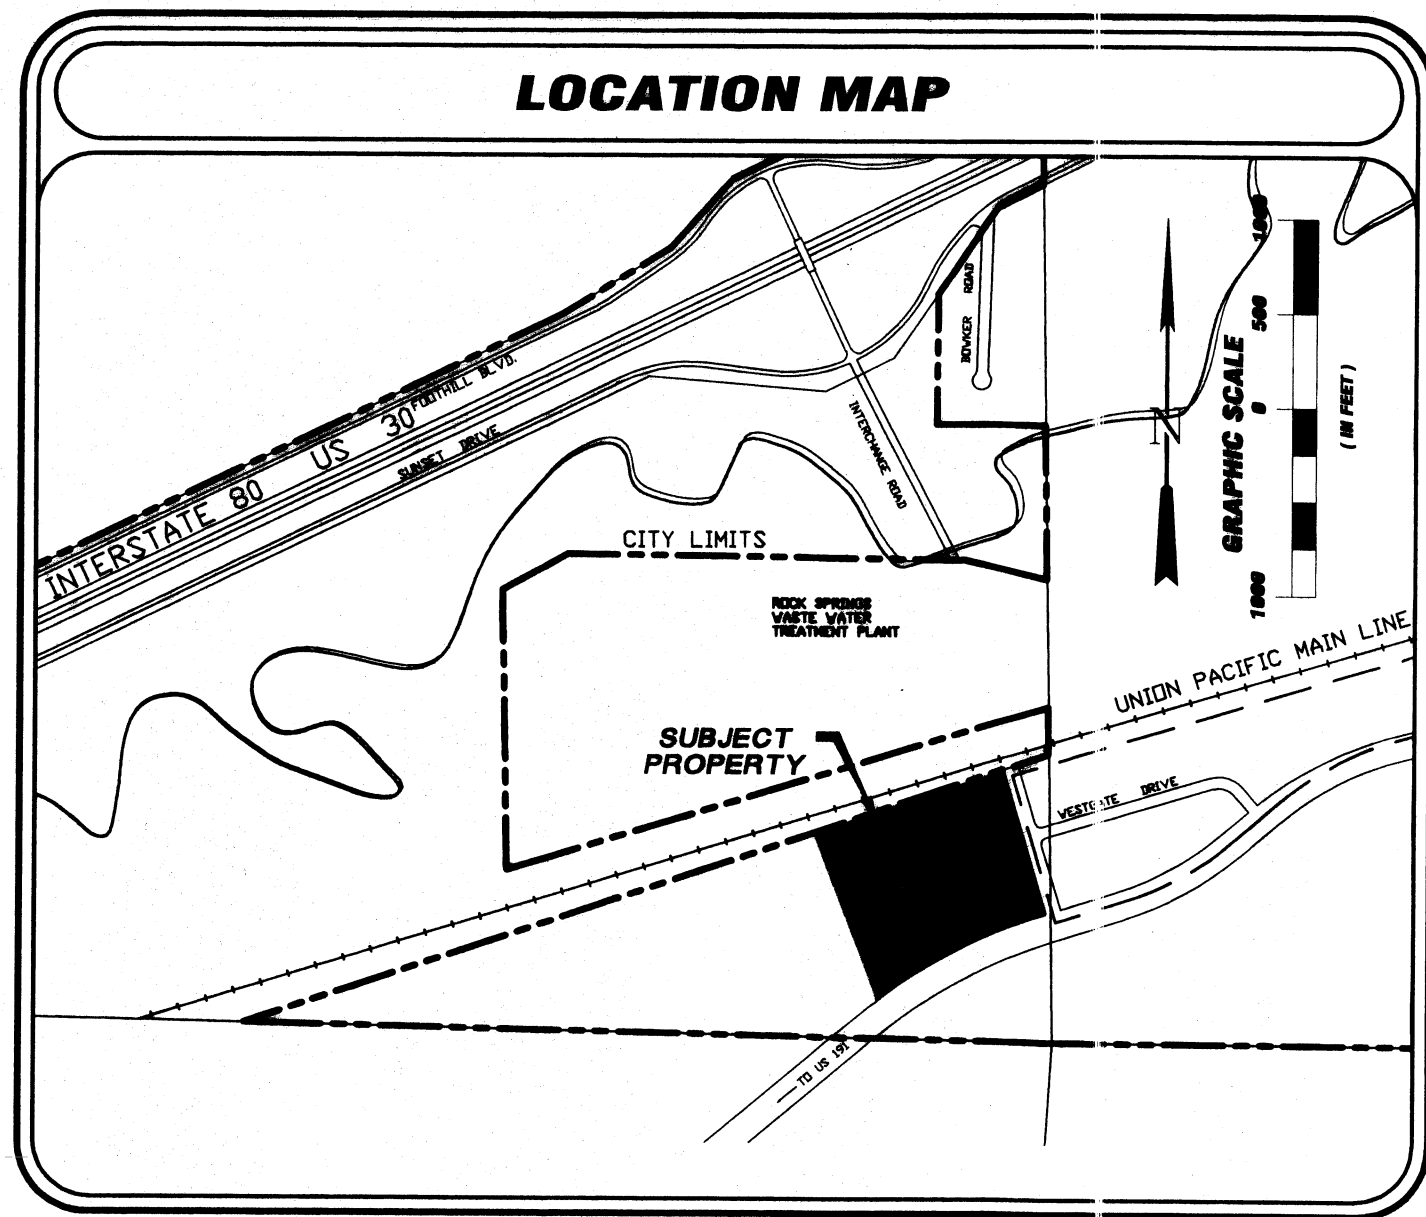 LOCATION MAP
FOOTHILL BLVD.
INTERSTATE 80 US 30
SUNSET DRIVE
BOWKER ROAD
INTERCHANGE ROAD
CITY LIMITS
ROCK SPRINGS
WASTE WATER
TREATMENT PLANT
1000
500
0
1000
GRAPHIC SCALE
( IN FEET )
N
UNION PACIFIC MAIN LINE
SUBJECT
PROPERTY
WESTGATE DRIVE
TO US 191